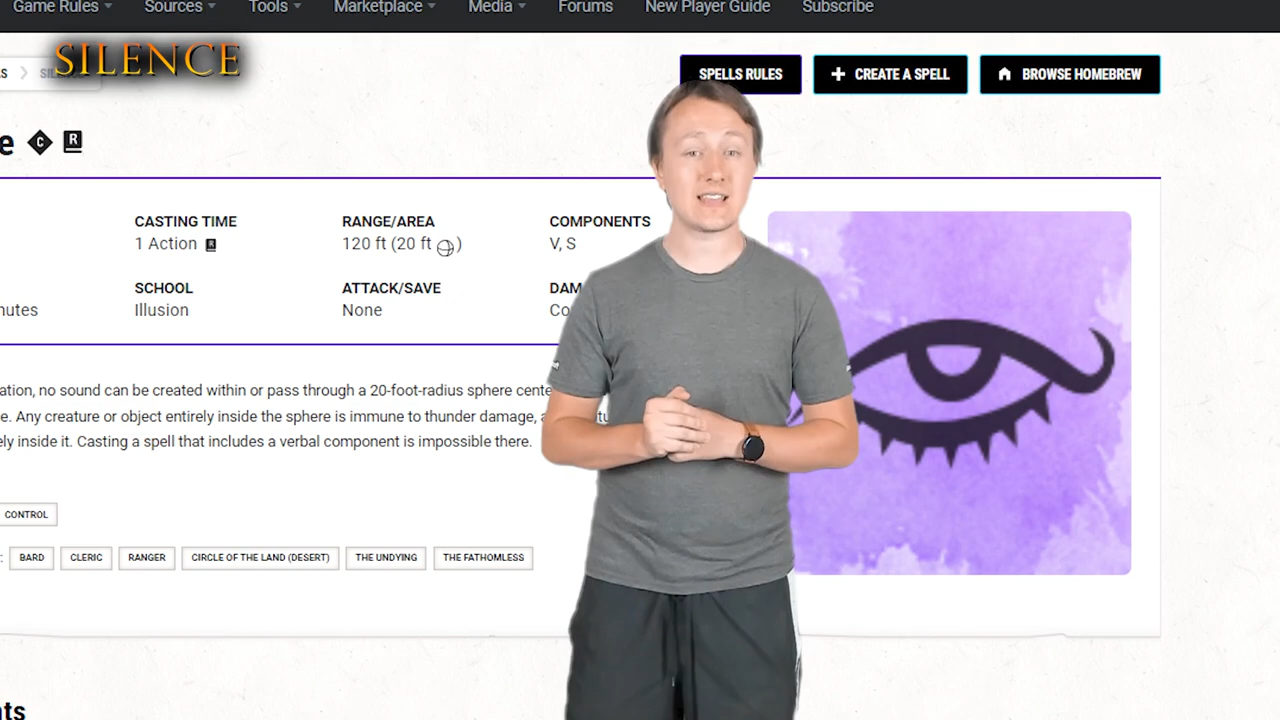 Game Rules Sources Tools Marketplace Media Forums New Player Guide Subscribe
SILENCE
SPELLS RULES CREATE A SPELL BROWSE HOMEBREW
e C R
CASTING TIME RANGE/AREA COMPONENTS
1 Action R 120 ft (20 ft ) V, S
SCHOOL ATTACK/SAVE DAM
nutes Illusion None Co
ation, no sound can be created within or pass through a 20-foot-radius sphere cente
e. Any creature or object entirely inside the sphere is immune to thunder damage, a
ely inside it. Casting a spell that includes a verbal component is impossible there.
CONTROL
: BARD CLERIC RANGER CIRCLE OF THE LAND (DESERT) THE UNDYING THE FATHOMLESS
nts